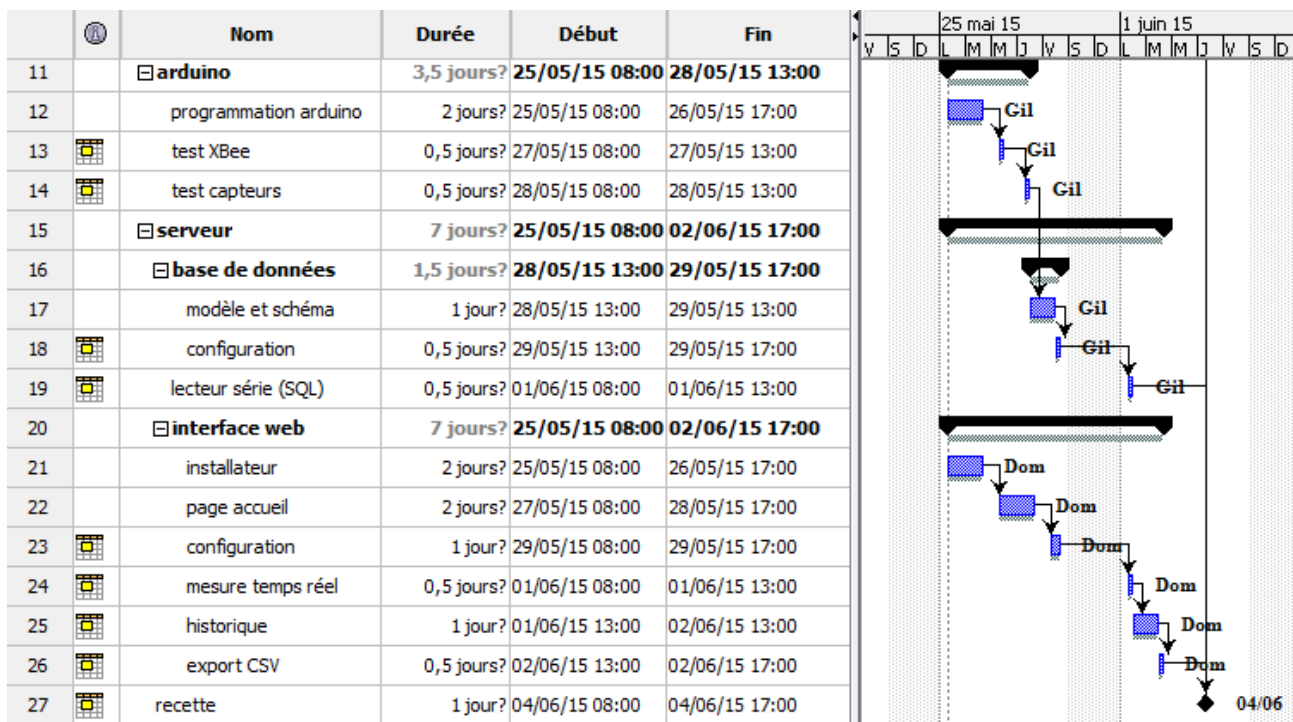 Nom Durée Début Fin 25 mai 15 1 juin 15
V S D L M M J V S D L M M J V S D
11 arduino 3,5 jours? 25/05/15 08:00 28/05/15 13:00
12 programmation arduino 2 jours? 25/05/15 08:00 26/05/15 17:00 Gil
13 test XBee 0,5 jours? 27/05/15 08:00 27/05/15 13:00 Gil
14 test capteurs 0,5 jours? 28/05/15 08:00 28/05/15 13:00 Gil
15 serveur 7 jours? 25/05/15 08:00 02/06/15 17:00
16 base de données 1,5 jours? 28/05/15 13:00 29/05/15 17:00
17 modèle et schéma 1 jour? 28/05/15 13:00 29/05/15 13:00 Gil
18 configuration 0,5 jours? 29/05/15 13:00 29/05/15 17:00 Gil
19 lecteur série (SQL) 0,5 jours? 01/06/15 08:00 01/06/15 13:00 Gil
20 interface web 7 jours? 25/05/15 08:00 02/06/15 17:00
21 installateur 2 jours? 25/05/15 08:00 26/05/15 17:00 Dom
22 page accueil 2 jours? 27/05/15 08:00 28/05/15 17:00 Dom
23 configuration 1 jour? 29/05/15 08:00 29/05/15 17:00 Dom
24 mesure temps réel 0,5 jours? 01/06/15 08:00 01/06/15 13:00 Dom
25 historique 1 jour? 01/06/15 13:00 02/06/15 13:00 Dom
26 export CSV 0,5 jours? 02/06/15 13:00 02/06/15 17:00 Dom
27 recette 1 jour? 04/06/15 08:00 04/06/15 17:00 04/06